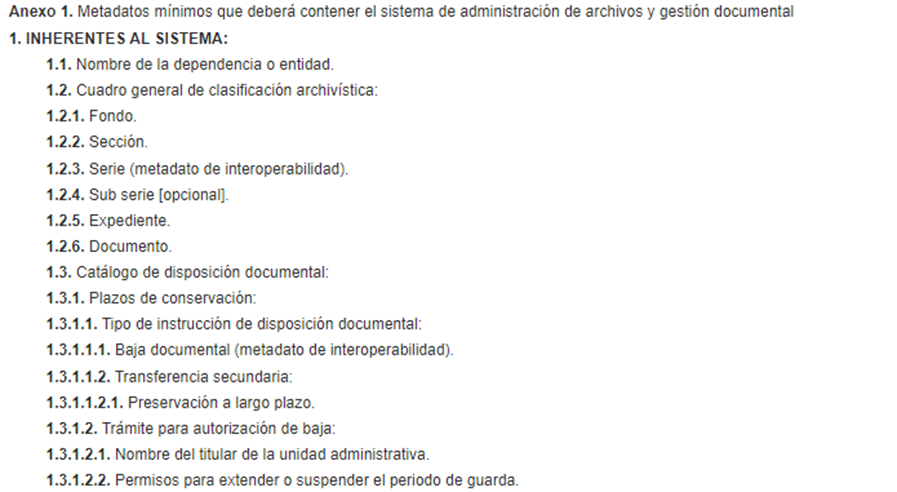 Anexo 1. Metadatos mínimos que deberá contener el sistema de administración de archivos y gestión documental
1. INHERENTES AL SISTEMA:
1.1. Nombre de la dependencia o entidad.
1.2. Cuadro general de clasificación archivística:
1.2.1. Fondo.
1.2.2. Sección.
1.2.3. Serie (metadato de interoperabilidad).
1.2.4. Sub serie [opcional].
1.2.5. Expediente.
1.2.6. Documento.
1.3. Catálogo de disposición documental:
1.3.1. Plazos de conservación:
1.3.1.1. Tipo de instrucción de disposición documental:
1.3.1.1.1. Baja documental (metadato de interoperabilidad).
1.3.1.1.2. Transferencia secundaria:
1.3.1.1.2.1. Preservación a largo plazo.
1.3.1.2. Trámite para autorización de baja:
1.3.1.2.1. Nombre del titular de la unidad administrativa.
1.3.1.2.2. Permisos para extender o suspender el periodo de guarda.